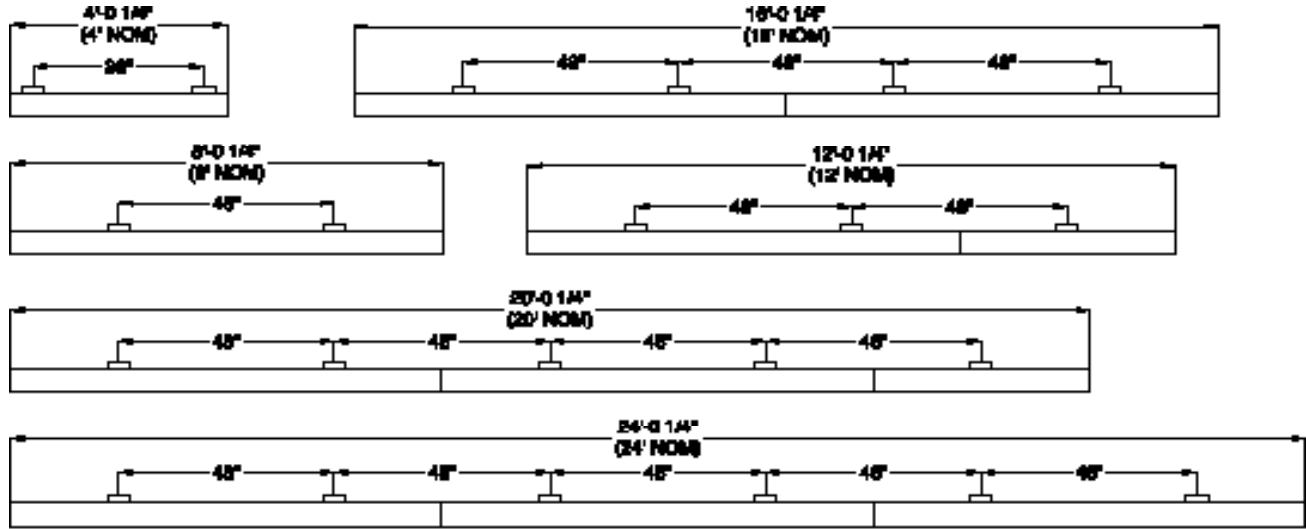 4'-0 1/4"
(4' NOM)
16'-0 1/4"
(16' NOM)
48" 48" 48"
8'-0 1/4"
(8' NOM)
48"
12'-0 1/4"
(12' NOM)
48" 48"
20'-0 1/4"
(20' NOM)
48" 48" 48" 48"
24'-0 1/4"
(24' NOM)
48" 48" 48" 48" 48"